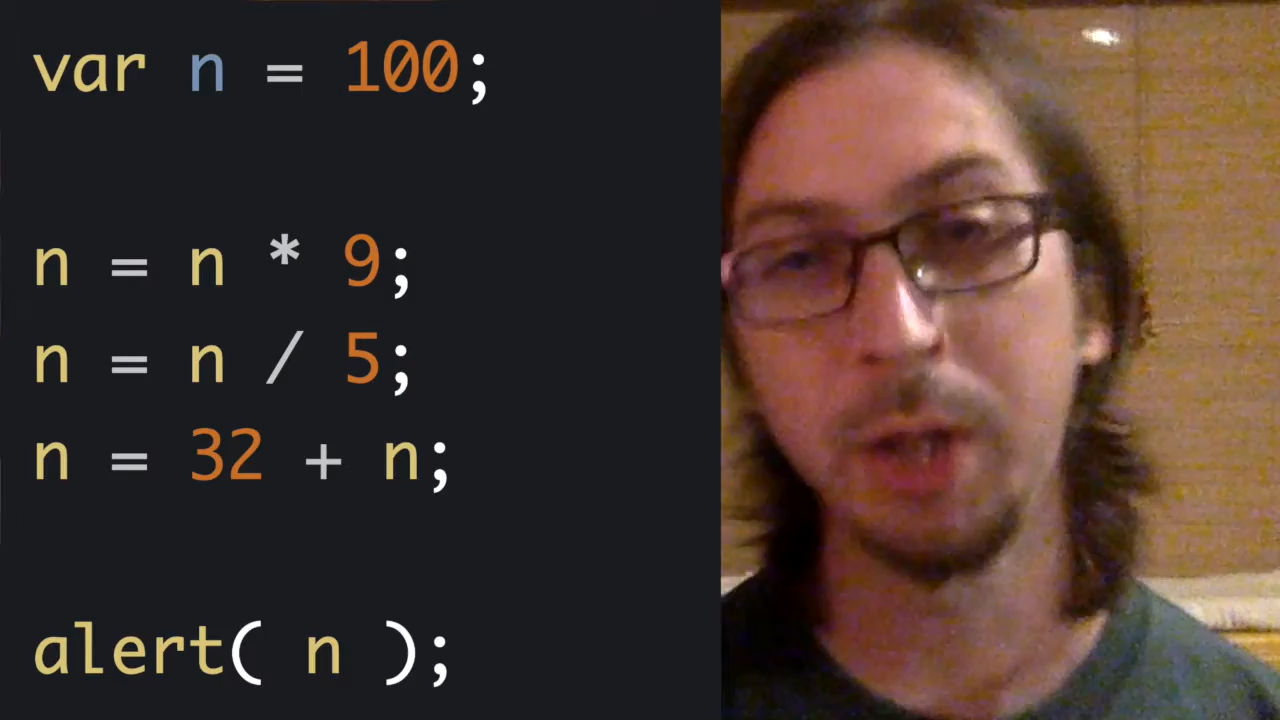 var n = 100;
n = n * 9;
n = n / 5;
n = 32 + n;
alert( n );